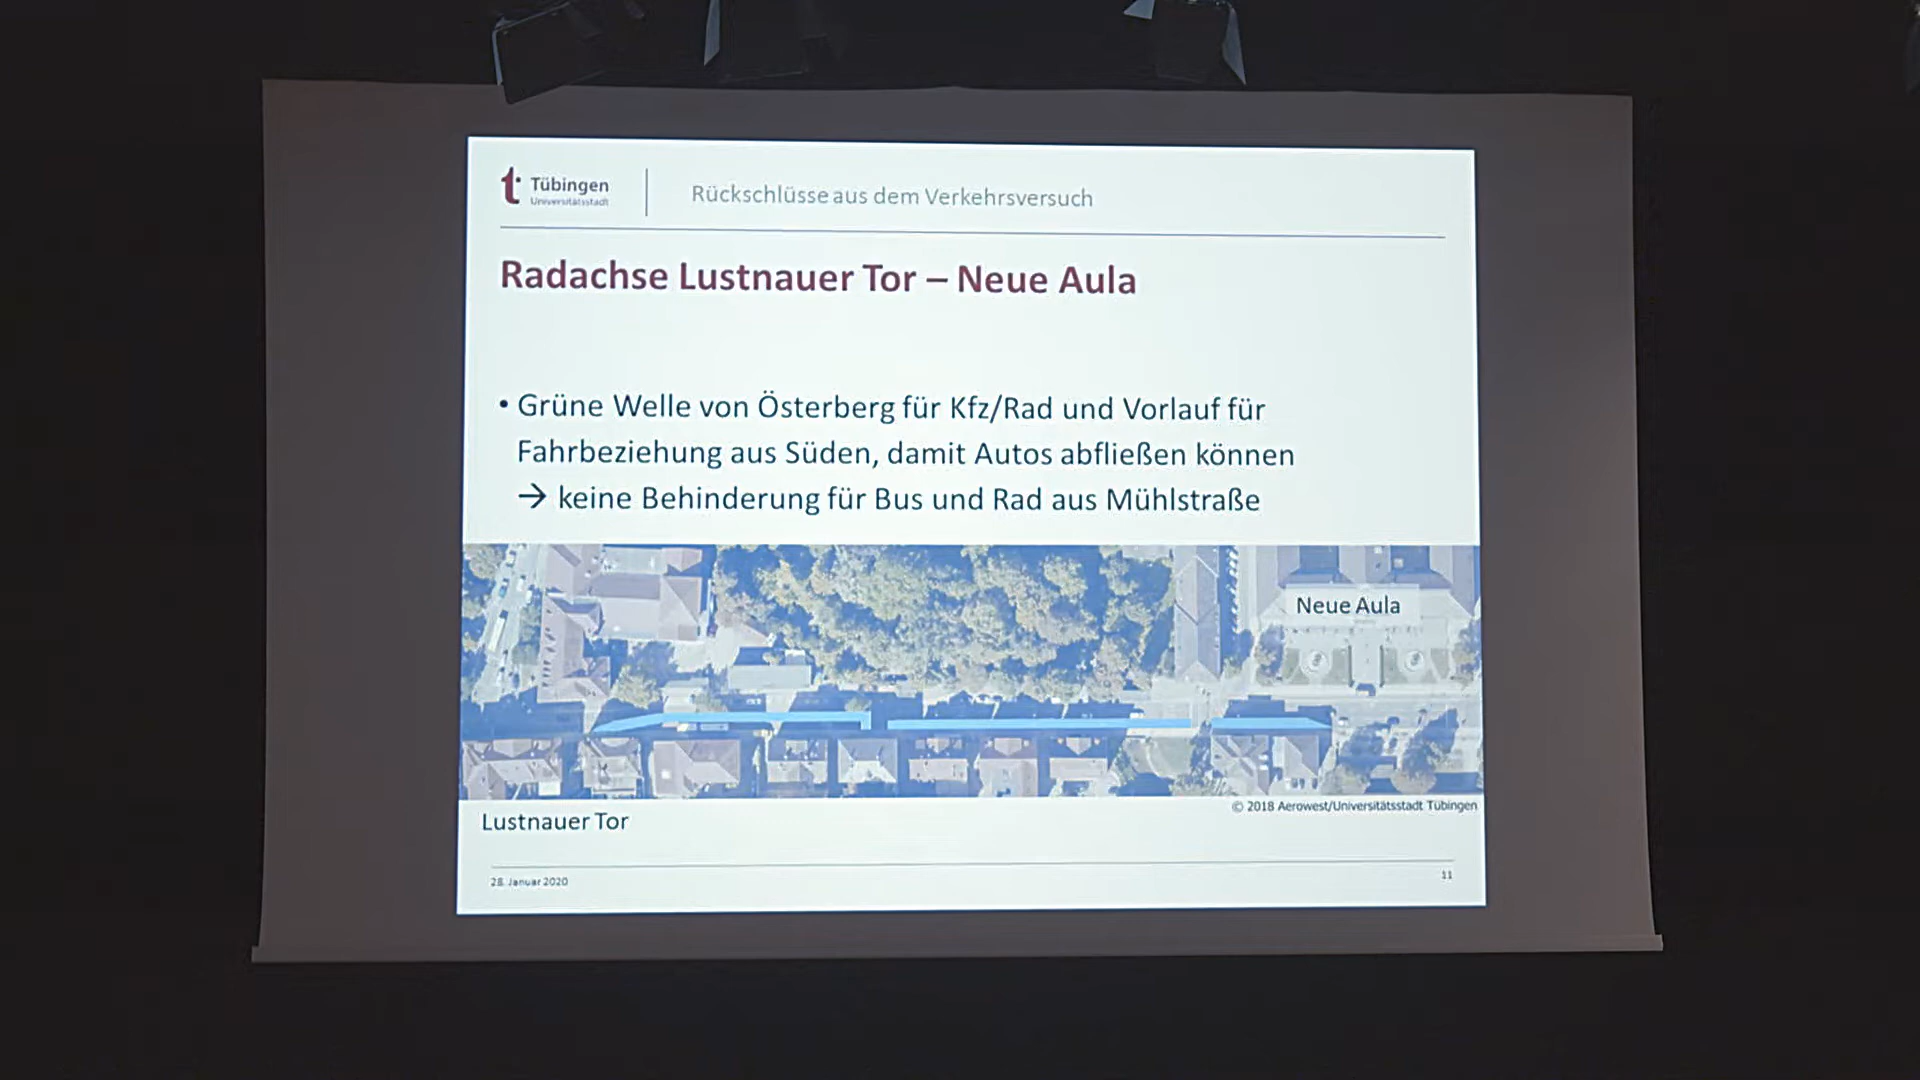 Tübingen
Universitätsstadt
Rückschlüsse aus dem Verkehrsversuch
Radachse Lustnauer Tor – Neue Aula
• Grüne Welle von Österberg für Kfz/Rad und Vorlauf für
Fahrbeziehung aus Süden, damit Autos abfließen können
→ keine Behinderung für Bus und Rad aus Mühlstraße
Neue Aula
© 2018 Aerowest/Universitätsstadt Tübingen
Lustnauer Tor
28. Januar 2020
11